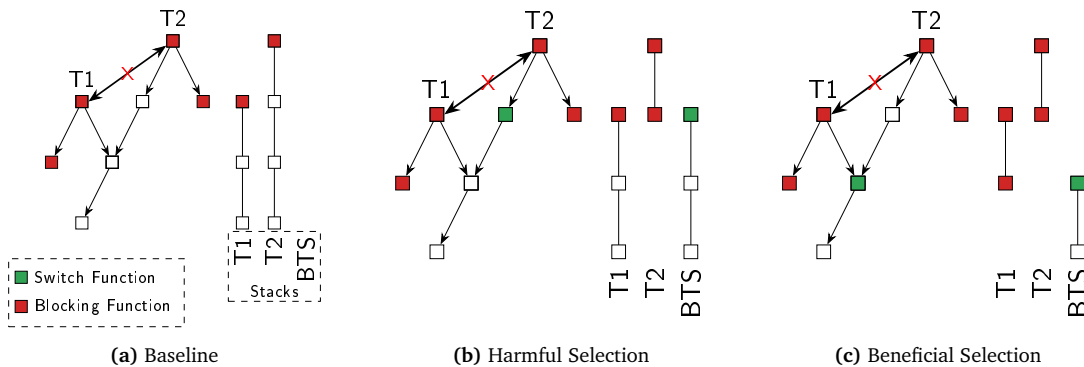 T2
T1
X
T1
T2
BTS
Stacks
Switch Function
Blocking Function
(a) Baseline
T2
T1
X
T1
T2
BTS
(b) Harmful Selection
T2
T1
X
T1
T2
BTS
(c) Beneficial Selection